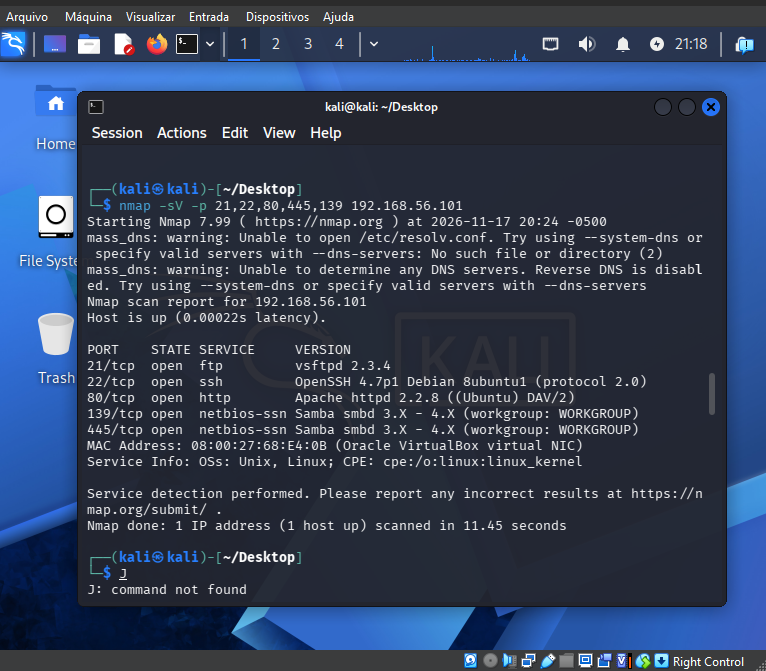 Arquivo Máquina Visualizar Entrada Dispositivos Ajuda
1 2 3 4 21:18
Home
File Syste
Trash
kali@kali: ~/Desktop
Session Actions Edit View Help
┌──(kali㉿kali)-[~/Desktop]
└─$ nmap -sV -p 21,22,80,445,139 192.168.56.101
Starting Nmap 7.99 ( https://nmap.org ) at 2026-11-17 20:24 -0500
mass_dns: warning: Unable to open /etc/resolv.conf. Try using --system-dns or
specify valid servers with --dns-servers: No such file or directory (2)
mass_dns: warning: Unable to determine any DNS servers. Reverse DNS is disabl
ed. Try using --system-dns or specify valid servers with --dns-servers
Nmap scan report for 192.168.56.101
Host is up (0.00022s latency).
PORT STATE SERVICE VERSION
21/tcp open ftp vsftpd 2.3.4
22/tcp open ssh OpenSSH 4.7p1 Debian 8ubuntu1 (protocol 2.0)
80/tcp open http Apache httpd 2.2.8 ((Ubuntu) DAV/2)
139/tcp open netbios-ssn Samba smbd 3.X - 4.X (workgroup: WORKGROUP)
445/tcp open netbios-ssn Samba smbd 3.X - 4.X (workgroup: WORKGROUP)
MAC Address: 08:00:27:68:E4:0B (Oracle VirtualBox virtual NIC)
Service Info: OSs: Unix, Linux; CPE: cpe:/o:linux:linux_kernel
Service detection performed. Please report any incorrect results at https://n
map.org/submit/ .
Nmap done: 1 IP address (1 host up) scanned in 11.45 seconds
┌──(kali㉿kali)-[~/Desktop]
└─$ J
J: command not found
KALI
Right Control